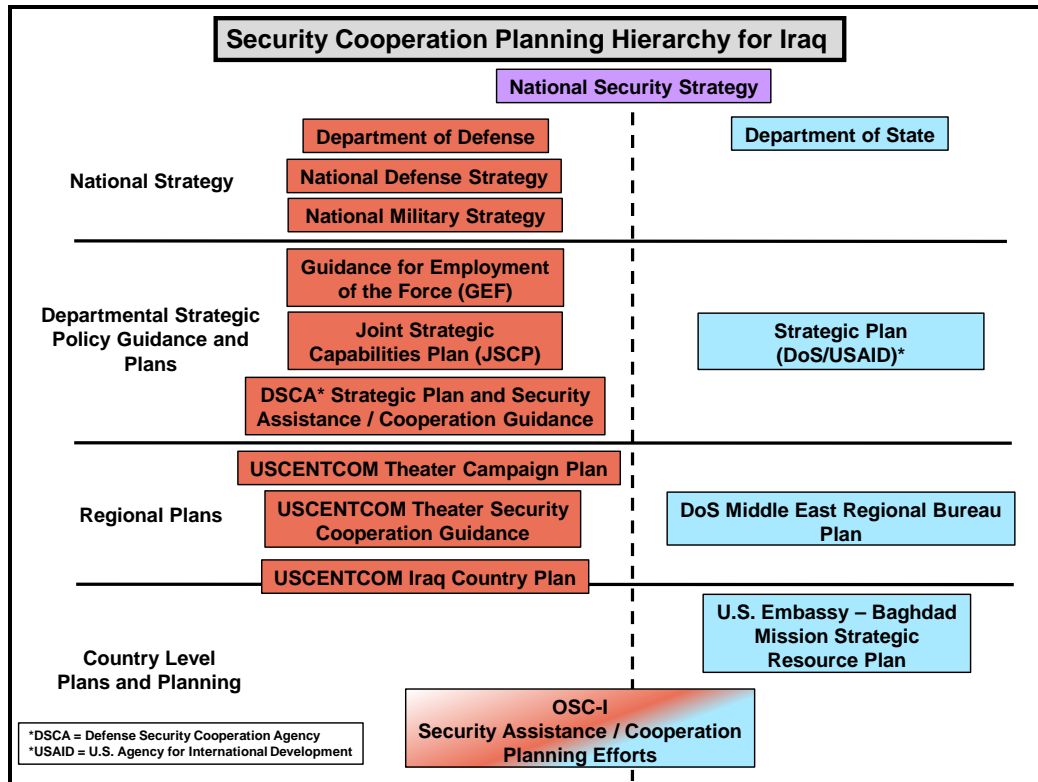 Security Cooperation Planning Hierarchy for Iraq
National Security Strategy
Department of Defense
Department of State
National Strategy
National Defense Strategy
National Military Strategy
Departmental Strategic
Policy Guidance and
Plans
Guidance for Employment
of the Force (GEF)
Joint Strategic
Capabilities Plan (JSCP)
DSCA* Strategic Plan and Security
Assistance / Cooperation Guidance
Strategic Plan
(DoS/USAID)*
Regional Plans
USCENTCOM Theater Campaign Plan
USCENTCOM Theater Security
Cooperation Guidance
USCENTCOM Iraq Country Plan
DoS Middle East Regional Bureau
Plan
Country Level
Plans and Planning
U.S. Embassy – Baghdad
Mission Strategic
Resource Plan
OSC-I
Security Assistance / Cooperation
Planning Efforts
*DSCA = Defense Security Cooperation Agency
*USAID = U.S. Agency for International Development